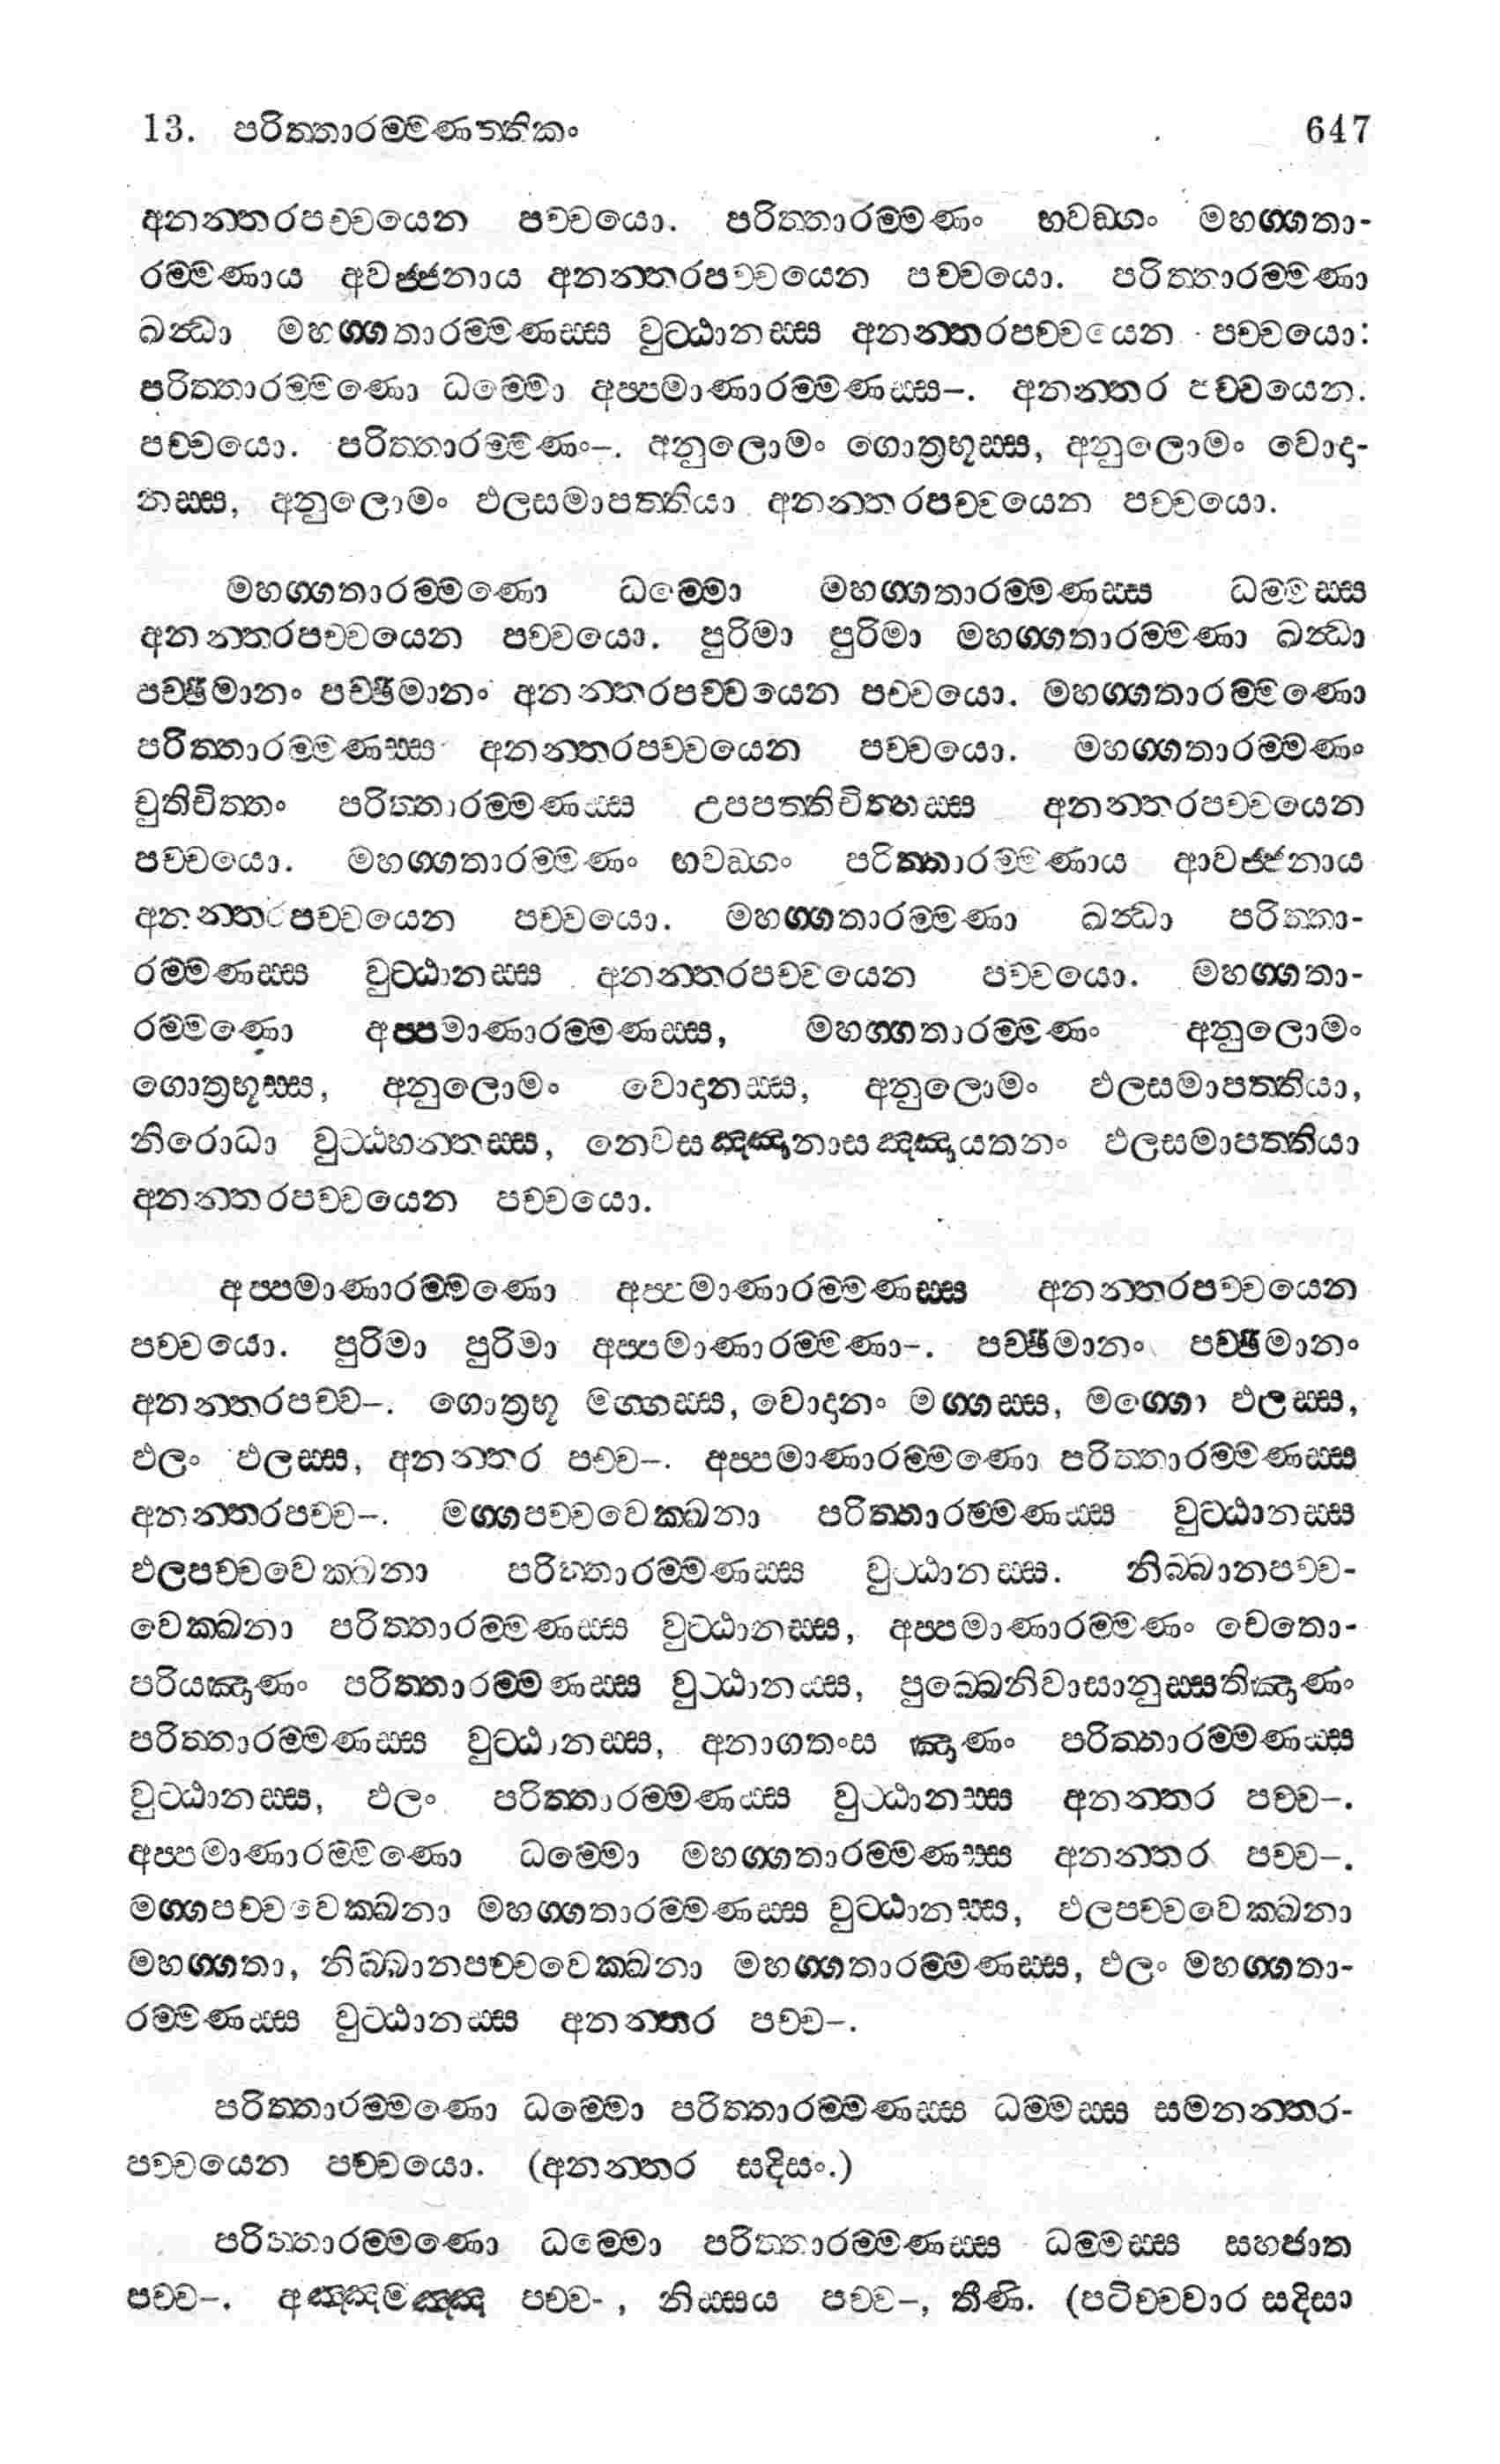 13. පරිත්තාරම්මණත්තිකං 647
අනන්තරපච්චයෙන පච්චයො. පරිත්තාරම්මණං භවඞ්ගං මහග්ගතා-
රම්මණාය අවජ්ජනාය අනන්තරපච්චයෙන පච්චයො. පරිත්තාරම්මණා
ඛන්ධා මහග්ගතාරම්මණස්ස වුට්ඨානස්ස අනන්තරපච්චයෙන පච්චයො:
පරිත්තාරම්මණො ධම්මො අප්පමාණාරම්මණස්ස–. අනන්තර පච්චයෙන.
පච්චයො. පරිත්තාරම්මණං–. අනුලොමං ගොත්‍රභූස්ස, අනුලොමං වොදා-
නස්ස, අනුලොමං ඵලසමාපත්තියා අනන්තරපච්චයෙන පච්චයො.
මහග්ගතාරම්මණො ධම්මො මහග්ගතාරම්මණස්ස ධම්මස්ස
අනන්තරපච්චයෙන පච්චයො. පුරිමා පුරිමා මහග්ගතාරම්මණා ඛන්ධා
පච්ඡිමානං පච්ඡිමානං අනන්තරපච්චයෙන පච්චයො. මහග්ගතාරම්මණො
පරිත්තාරම්මණස්ස අනන්තරපච්චයෙන පච්චයො. මහග්ගතාරම්මණං
චුතිචිත්තං පරිත්තාරම්මණස්ස උපපත්තිචිත්තස්ස අනන්තරපච්චයෙන
පච්චයො. මහග්ගතාරම්මණං භවඞ්ගං පරිත්තාරම්මණාය ආවජ්ජනාය
අනන්තරපච්චයෙන පච්චයො. මහග්ගතාරම්මණා ඛන්ධා පරිත්තා-
රම්මණස්ස වුට්ඨානස්ස අනන්තරපච්චයෙන පච්චයො. මහග්ගතා-
රම්මණො අප්පමාණාරම්මණස්ස, මහග්ගතාරම්මණං අනුලොමං
ගොත්‍රභූස්ස, අනුලොමං වොදානස්ස, අනුලොමං ඵලසමාපත්තියා,
නිරොධා වුට්ඨහන්තස්ස, නෙවසඤ්ඤානාසඤ්ඤායතනං ඵලසමාපත්තියා
අනන්තරපච්චයෙන පච්චයො.
අප්පමාණාරම්මණො අප්පමාණාරම්මණස්ස අනන්තරපච්චයෙන
පච්චයො. පුරිමා පුරිමා අප්පමාණාරම්මණා–. පච්ඡිමානං පච්ඡිමානං
අනන්තරපච්ච–. ගොත්‍රභූ මග්ගස්ස, වොදානං මග්ගස්ස, මග්ගො ඵලස්ස,
ඵලං ඵලස්ස, අනන්තර පච්ච–. අප්පමාණාරම්මණො පරිත්තාරම්මණස්ස
අනන්තරපච්ච–. මග්ගපච්චවෙක්ඛනා පරිත්තාරම්මණස්ස වුට්ඨානස්ස
ඵලපච්චවෙක්ඛනා පරිත්තාරම්මණස්ස වුට්ඨානස්ස. නිබ්බානපච්ච-
වෙක්ඛනා පරිත්තාරම්මණස්ස වුට්ඨානස්ස, අප්පමාණාරම්මණං චෙතො-
පරියඤාණං පරිත්තාරම්මණස්ස වුට්ඨානස්ස, පුබ්බෙනිවාසානුස්සතිඤාණං
පරිත්තාරම්මණස්ස වුට්ඨානස්ස, අනාගතංස ඤාණං පරිත්තාරම්මණස්ස
වුට්ඨානස්ස, ඵලං පරිත්තාරම්මණස්ස වුට්ඨානස්ස අනන්තර පච්ච–.
අප්පමාණාරම්මණො ධම්මො මහග්ගතාරම්මණස්ස අනන්තර පච්ච–.
මග්ගපච්චවෙක්ඛනා මහග්ගතාරම්මණස්ස වුට්ඨානස්ස, ඵලපච්චවෙක්ඛනා
මහග්ගතා, නිබ්බානපච්චවෙක්ඛනා මහග්ගතාරම්මණස්ස, ඵලං මහග්ගතා-
රම්මණස්ස වුට්ඨානස්ස අනන්තර පච්ච–.
පරිත්තාරම්මණො ධම්මො පරිත්තාරම්මණස්ස ධම්මස්ස සමනන්තර-
පච්චයෙන පච්චයො. (අනන්තර සදිසං.)
පරිත්තාරම්මණො ධම්මො පරිත්තාරම්මණස්ස ධම්මස්ස සහජාත
පච්ච–. අඤ්ඤමඤ්ඤ පච්ච-, නිස්සය පච්ච–, තීණි. (පටිච්චවාර සදිසා